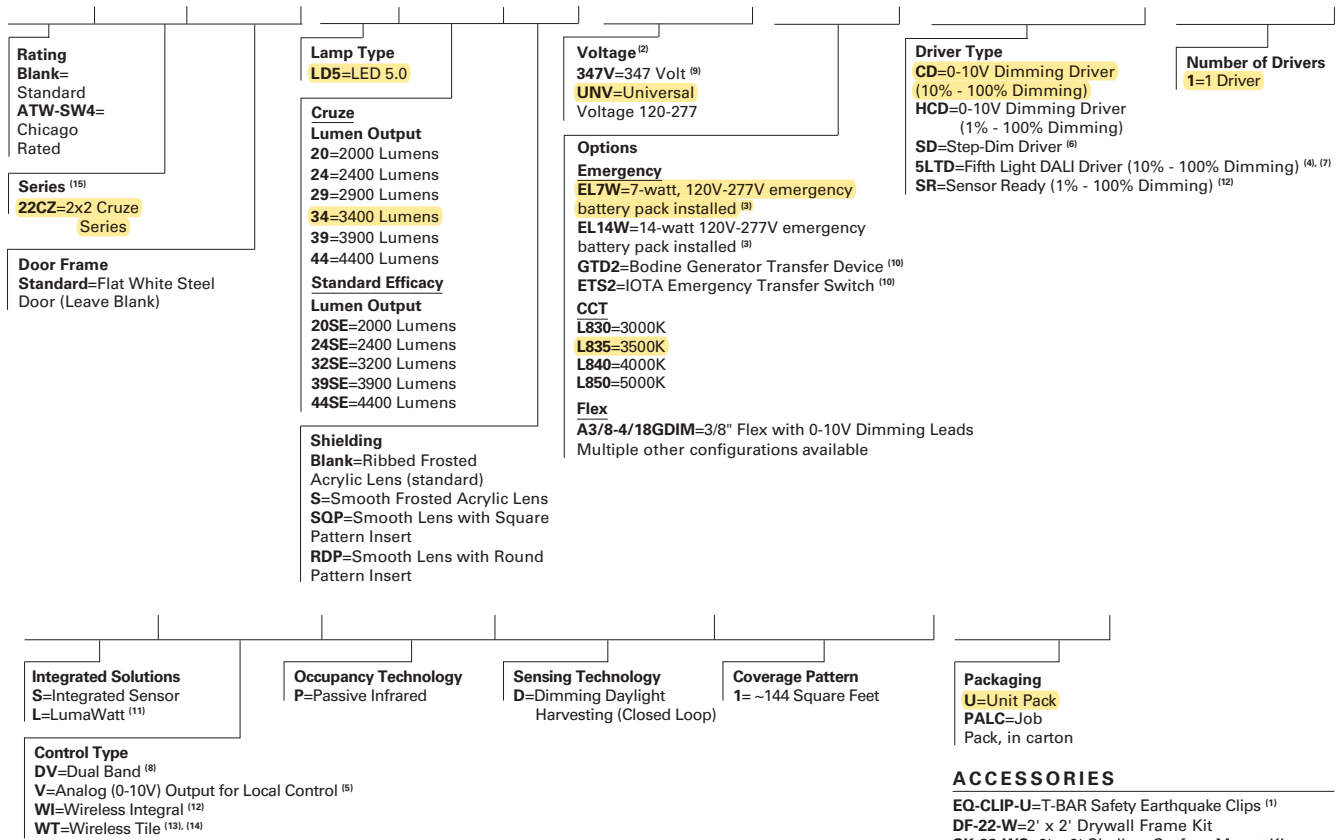 Rating
Blank=
Standard
ATW-SW4=
Chicago
Rated
Series (15)
22CZ=2x2 Cruze
Series
Door Frame
Standard=Flat White Steel
Door (Leave Blank)
Lamp Type
LD5=LED 5.0
Cruze
Lumen Output
20=2000 Lumens
24=2400 Lumens
29=2900 Lumens
34=3400 Lumens
39=3900 Lumens
44=4400 Lumens
Standard Efficacy
Lumen Output
20SE=2000 Lumens
24SE=2400 Lumens
32SE=3200 Lumens
39SE=3900 Lumens
44SE=4400 Lumens
Shielding
Blank=Ribbed Frosted
Acrylic Lens (standard)
S=Smooth Frosted Acrylic Lens
SQP=Smooth Lens with Square
Pattern Insert
RDP=Smooth Lens with Round
Pattern Insert
Voltage (2)
347V=347 Volt (9)
UNV=Universal
Voltage 120-277
Options
Emergency
EL7W=7-watt, 120V-277V emergency
battery pack installed (3)
EL14W=14-watt 120V-277V emergency
battery pack installed (3)
GTD2=Bodine Generator Transfer Device (10)
ETS2=IOTA Emergency Transfer Switch (10)
CCT
L830=3000K
L835=3500K
L840=4000K
L850=5000K
Flex
A3/8-4/18GDIM=3/8" Flex with 0-10V Dimming Leads
Multiple other configurations available
Driver Type
CD=0-10V Dimming Driver
(10% - 100% Dimming)
HCD=0-10V Dimming Driver
(1% - 100% Dimming)
SD=Step-Dim Driver (6)
5LTD=Fifth Light DALI Driver (10% - 100% Dimming) (4), (7)
SR=Sensor Ready (1% - 100% Dimming) (12)
Number of Drivers
1=1 Driver
Integrated Solutions
S=Integrated Sensor
L=LumaWatt (11)
Control Type
DV=Dual Band (8)
V=Analog (0-10V) Output for Local Control (5)
WI=Wireless Integral (12)
WT=Wireless Tile (13), (14)
Occupancy Technology
P=Passive Infrared
Sensing Technology
D=Dimming Daylight
Harvesting (Closed Loop)
Coverage Pattern
1= ~144 Square Feet
Packaging
U=Unit Pack
PALC=Job
Pack, in carton
ACCESSORIES
EQ-CLIP-U=T-BAR Safety Earthquake Clips (1)
DF-22-W=2' x 2' Drywall Frame Kit